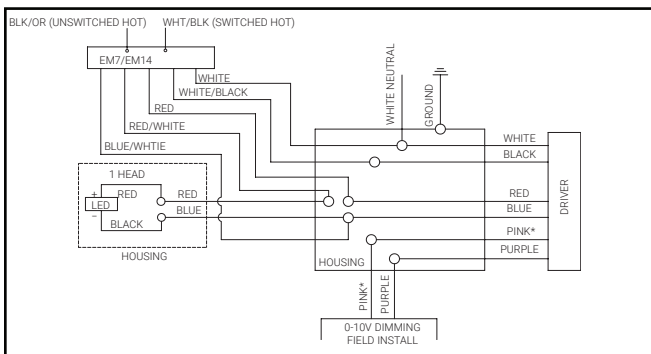 BLK/OR (UNSWITCHED HOT)
WHT/BLK (SWITCHED HOT)
EM7/EM14
WHITE
WHITE/BLACK
RED
RED/WHITE
BLUE/WHTIE
WHITE NEUTRAL
GROUND
WHITE
BLACK
1 HEAD
+
RED
RED
LED
–
BLACK
BLUE
HOUSING
RED
BLUE
PINK*
PURPLE
DRIVER
HOUSING
PINK*
PURPLE
0-10V DIMMING
FIELD INSTALL